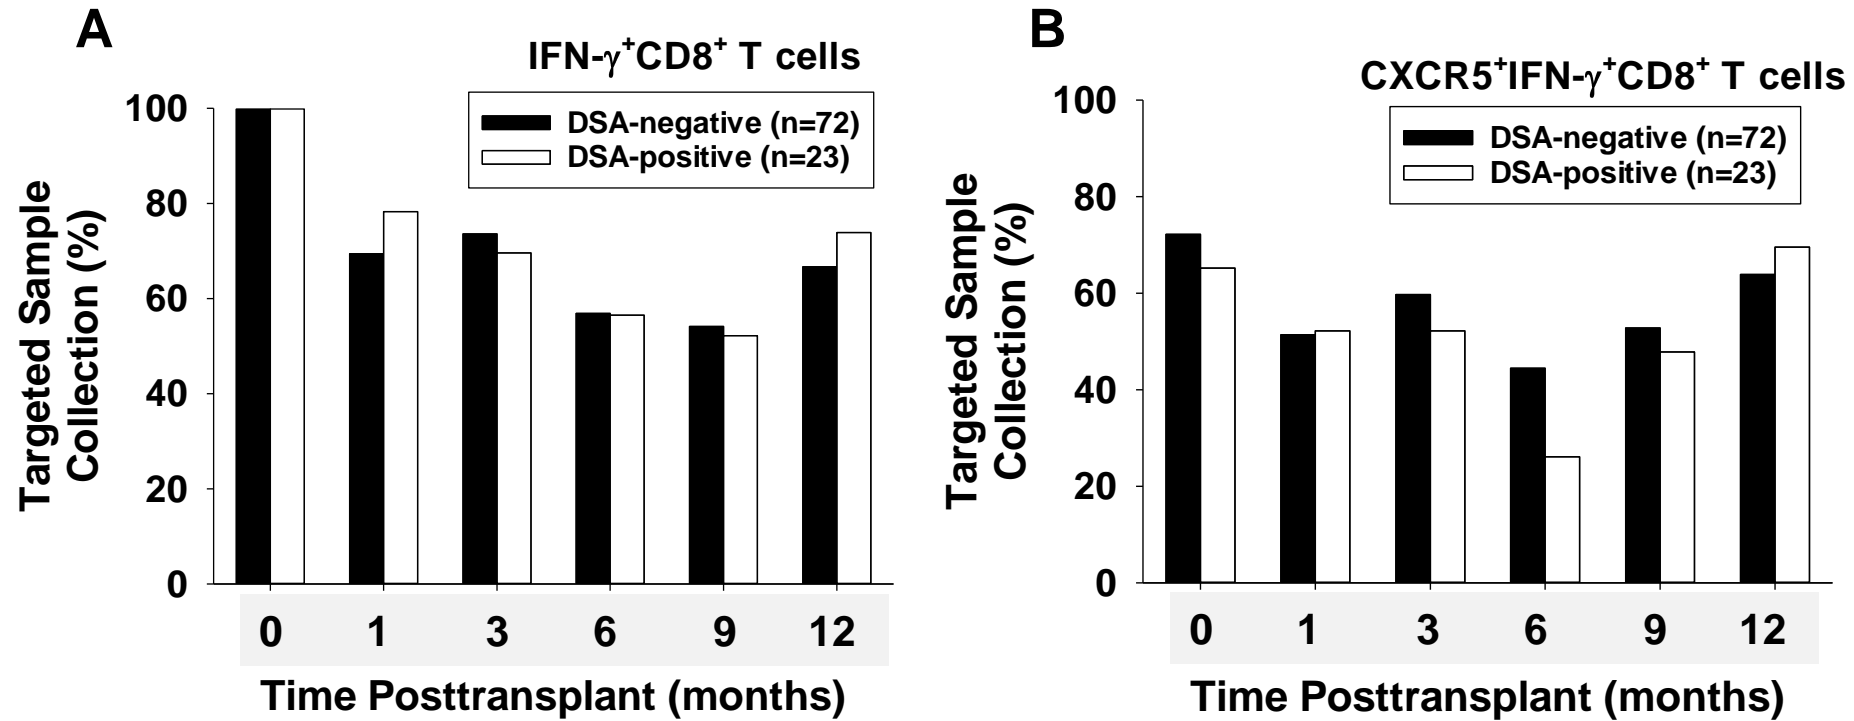 A
IFN-γ⁺CD8⁺ T cells
DSA-negative (n=72)
DSA-positive (n=23)
Targeted Sample
Collection (%)
100
80
60
40
20
0
0 1 3 6 9 12
Time Posttransplant (months)
B
CXCR5⁺IFN-γ⁺CD8⁺ T cells
DSA-negative (n=72)
DSA-positive (n=23)
Targeted Sample
Collection (%)
100
80
60
40
20
0
0 1 3 6 9 12
Time Posttransplant (months)